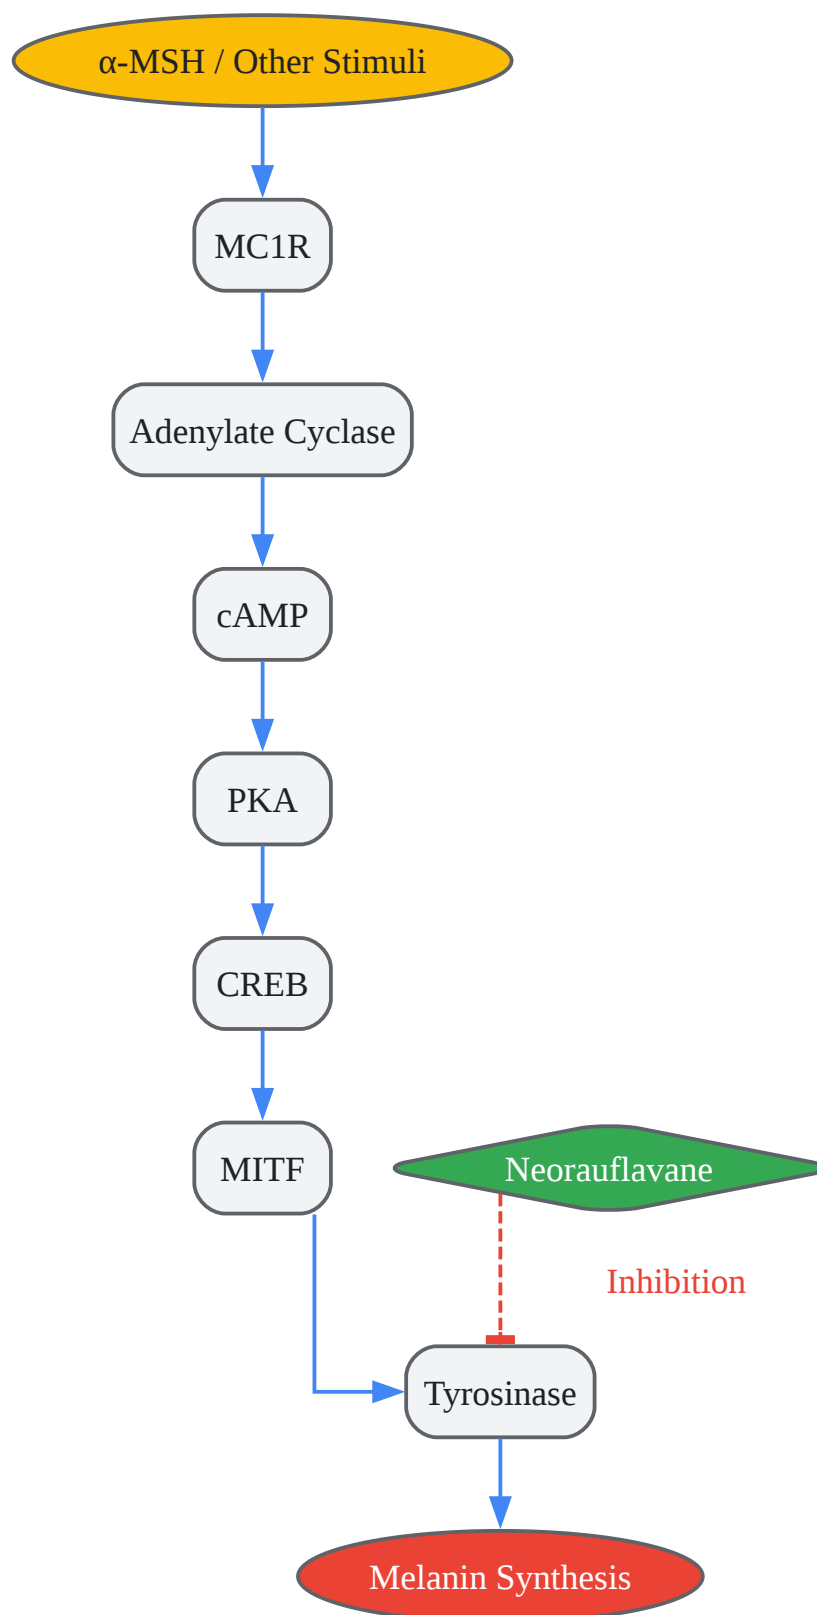 α-MSH / Other Stimuli
MC1R
Adenylate Cyclase
cAMP
PKA
CREB
MITF
Neorauflavane
Inhibition
Tyrosinase
Melanin Synthesis